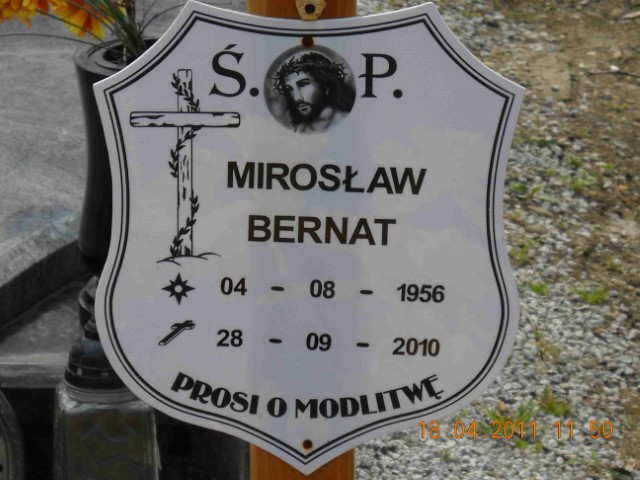 Ś. P.
MIROSŁAW
BERNAT
04 - 08 - 1956
28 - 09 - 2010
PROSI O MODLITWĘ
16 04 2011 11 50